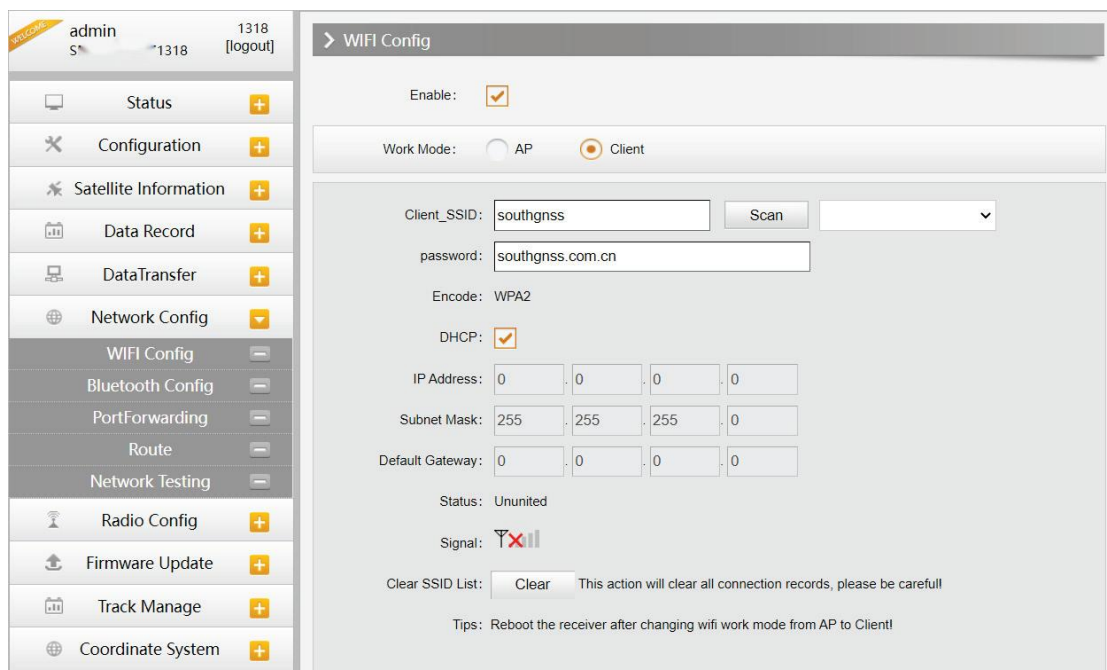 WELCOME
admin 1318
1318 [logout]
Status
Configuration
Satellite Information
Data Record
DataTransfer
Network Config
WIFI Config
Bluetooth Config
PortForwarding
Route
Network Testing
Radio Config
Firmware Update
Track Manage
Coordinate System
WIFI Config
Enable:
Work Mode: AP Client
Client_SSID: southgnss Scan
password: southgnss.com.cn
Encode: WPA2
DHCP:
IP Address: 0 . 0 . 0 . 0
Subnet Mask: 255 . 255 . 255 . 0
Default Gateway: 0 . 0 . 0 . 0
Status: Ununited
Signal:
Clear SSID List: Clear This action will clear all connection records, please be careful!
Tips: Reboot the receiver after changing wifi work mode from AP to Client!